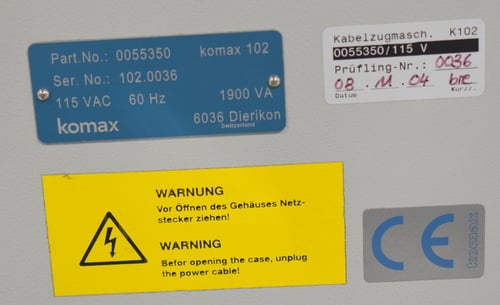 Part.No.: 0055350 komax 102
Ser. No.: 102.0036
115 VAC 60 Hz 1900 VA
komax 6036 Dierikon
Switzerland
Kabelzugmasch. K102
0055350/115 V
Prüfling-Nr.: 0036
08 . 11 . 04 bre
Datum Kurzz.
WARNUNG
Vor Öffnen des Gehäuses Netz-
stecker ziehen!
WARNING
Befor opening the case, unplug
the power cable!
CE
komax